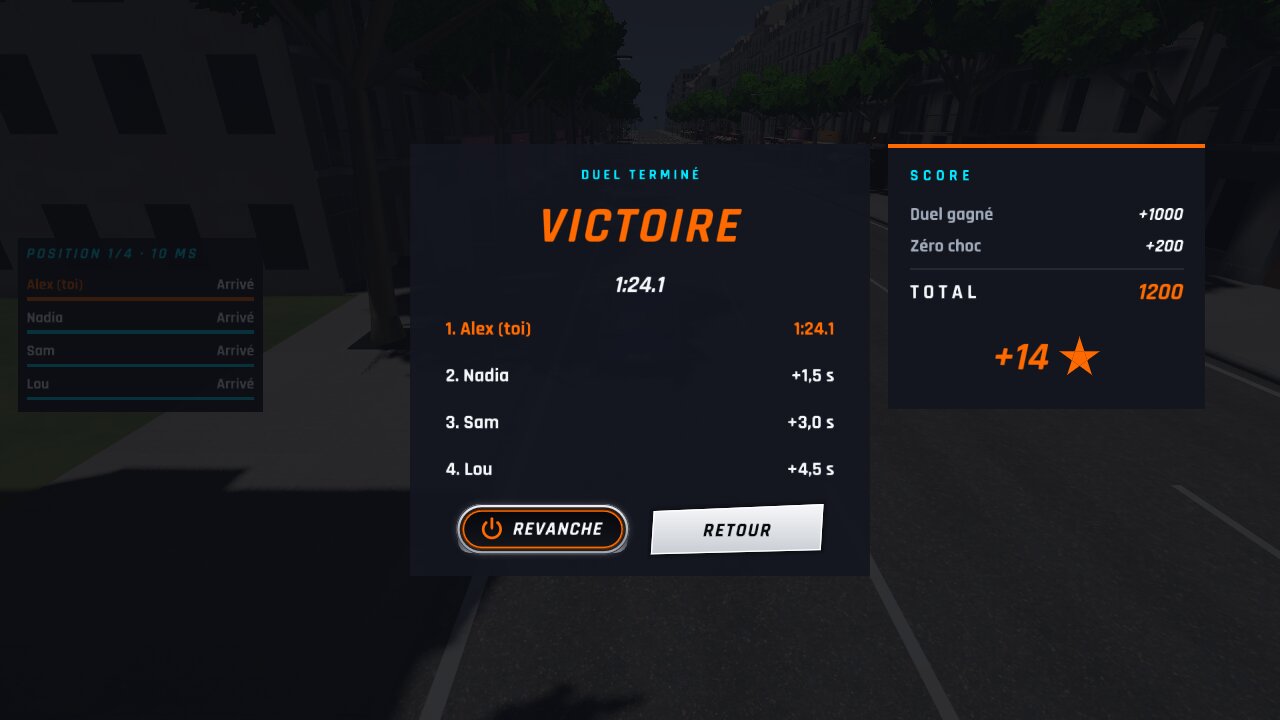 POSITION 1/4 · 10 MS
Alex (toi) Arrivé
Nadia Arrivé
Sam Arrivé
Lou Arrivé
DUEL TERMINÉ
VICTOIRE
1:24.1
1. Alex (toi) 1:24.1
2. Nadia +1,5 s
3. Sam +3,0 s
4. Lou +4,5 s
REVANCHE
RETOUR
SCORE
Duel gagné +1000
Zéro choc +200
TOTAL 1200
+14